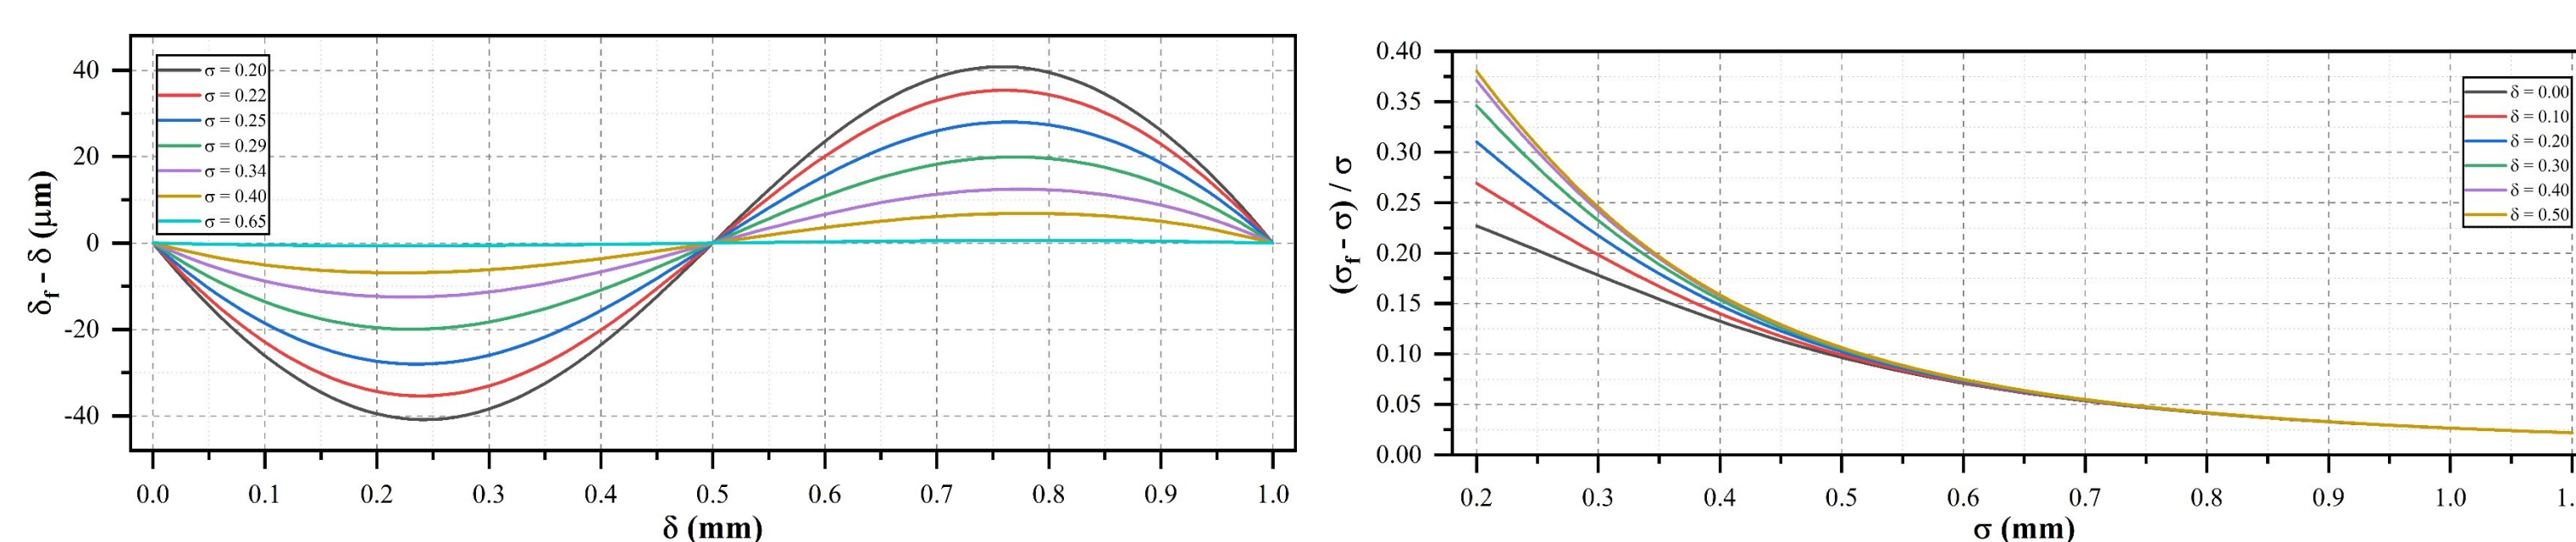 40
20
0
-20
-40
δf - δ (μm)
σ = 0.20
σ = 0.22
σ = 0.25
σ = 0.29
σ = 0.34
σ = 0.40
σ = 0.65
0.0 0.1 0.2 0.3 0.4 0.5 0.6 0.7 0.8 0.9 1.0
δ (mm)
0.40
0.35
0.30
0.25
0.20
0.15
0.10
0.05
0.00
(σf - σ) / σ
δ = 0.00
δ = 0.10
δ = 0.20
δ = 0.30
δ = 0.40
δ = 0.50
0.2 0.3 0.4 0.5 0.6 0.7 0.8 0.9 1.0 1.
σ (mm)